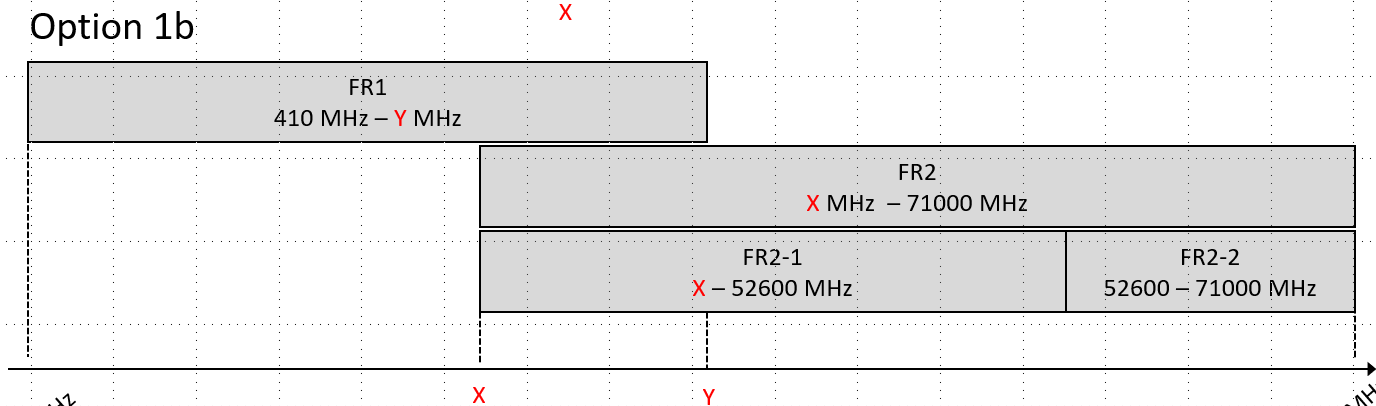 X
Option 1b
FR1
410 MHz – Y MHz
FR2
X MHz – 71000 MHz
FR2-1
X – 52600 MHz
FR2-2
52600 – 71000 MHz
X
Y